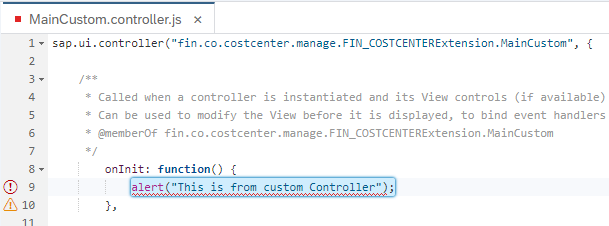 MainCustom.controller.js ×
1 sap.ui.controller("fin.co.costcenter.manage.FIN_COSTCENTERExtension.MainCustom", {
2
3 /**
4 * Called when a controller is instantiated and its View controls (if available)
5 * Can be used to modify the View before it is displayed, to bind event handlers
6 * @memberOf fin.co.costcenter.manage.FIN_COSTCENTERExtension.MainCustom
7 */
8 onInit: function() {
9 alert("This is from custom Controller");
10 },
11